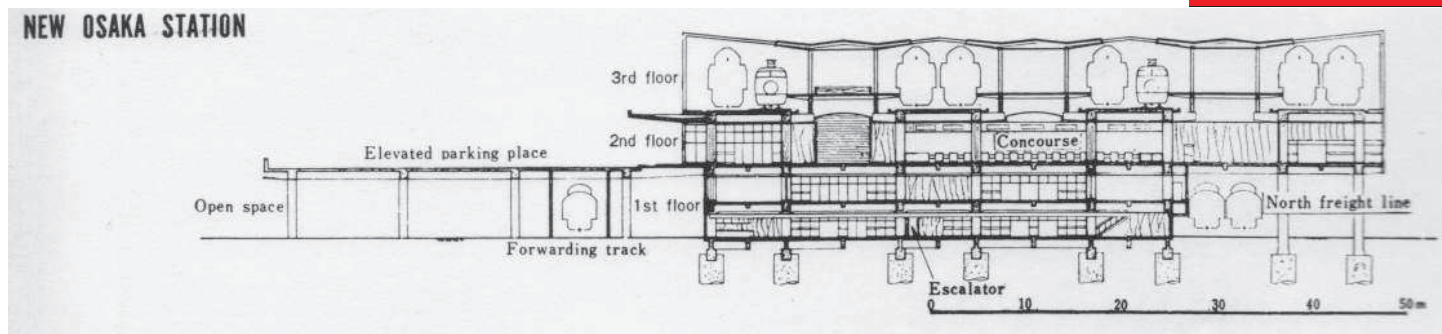 NEW OSAKA STATION
3rd floor
2nd floor
Concourse
Elevated parking place
Open space
1st floor
North freight line
Forwarding track
Escalator
0 10 20 30 40 50m